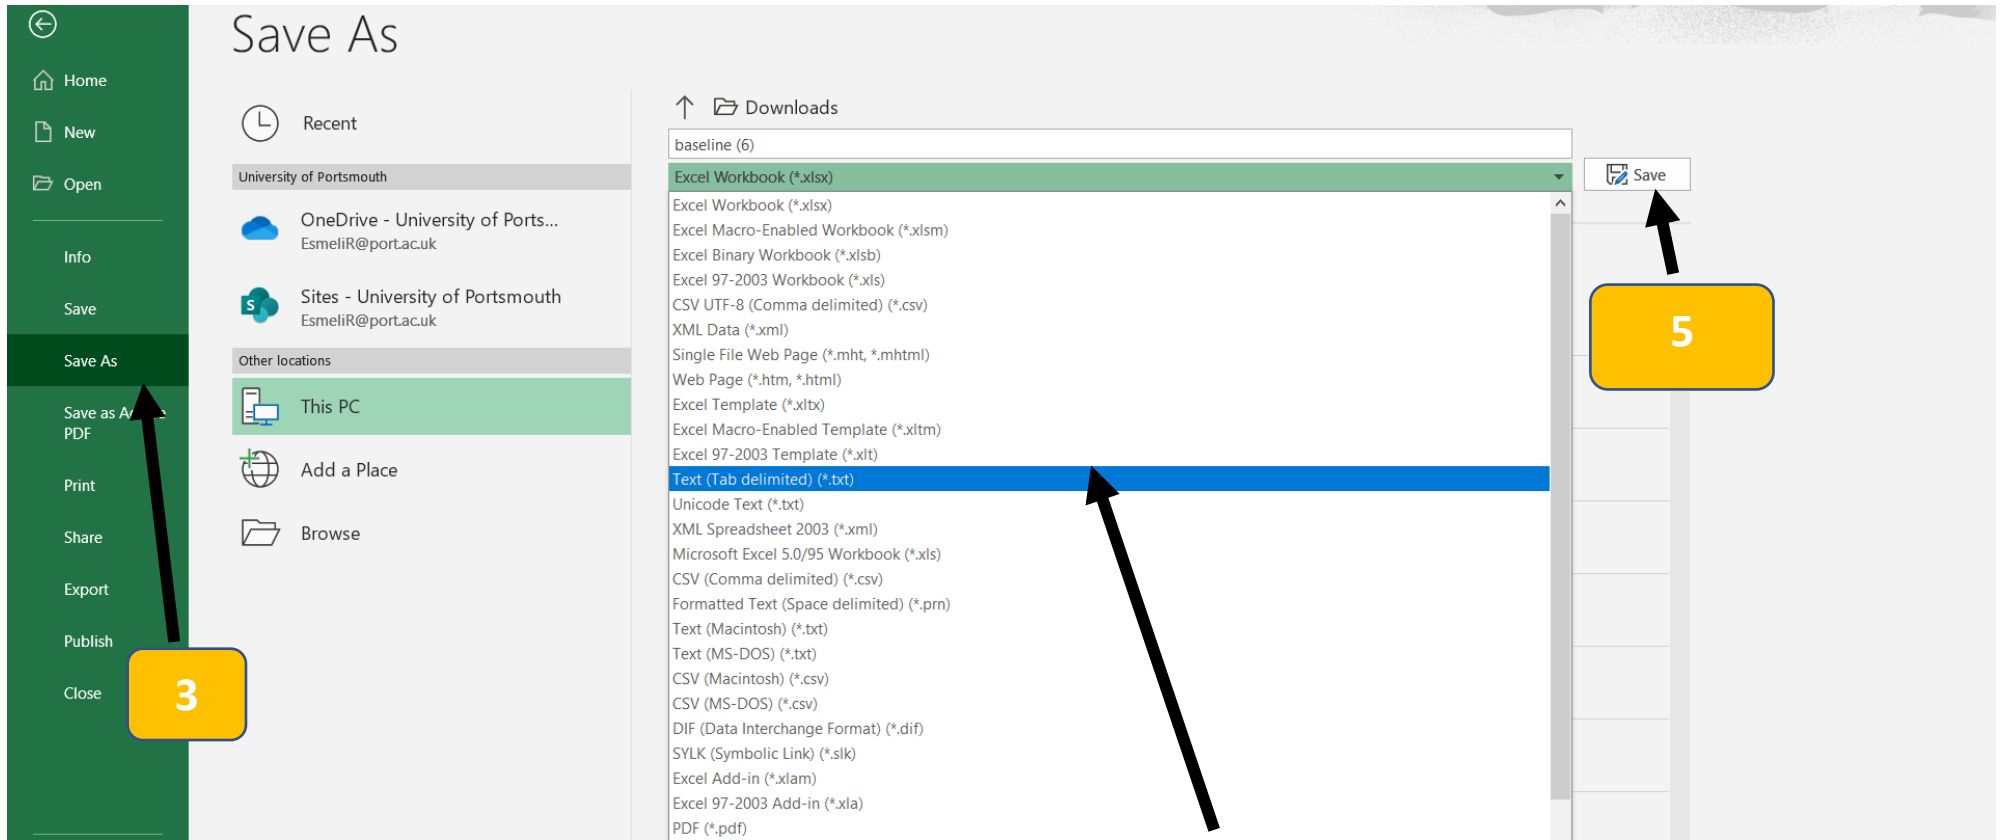 Save As
Home
New
Open
Info
Save
Save As
Save as
PDF
Print
Share
Export
Publish
Close
3
Recent
University of Portsmouth
OneDrive - University of Ports...
EsmeliR@port.ac.uk
Sites - University of Portsmouth
EsmeliR@port.ac.uk
Other locations
This PC
Add a Place
Browse
Downloads
baseline (6)
Excel Workbook (*.xlsx)
Save
Excel Workbook (*.xlsx)
Excel Macro-Enabled Workbook (*.xlsm)
Excel Binary Workbook (*.xlsb)
Excel 97-2003 Workbook (*.xls)
CSV UTF-8 (Comma delimited) (*.csv)
XML Data (*.xml)
Single File Web Page (*.mht, *.mhtml)
Web Page (*.htm, *.html)
Excel Template (*.xltx)
Excel Macro-Enabled Template (*.xltm)
Excel 97-2003 Template (*.xlt)
Text (Tab delimited) (*.txt)
Unicode Text (*.txt)
XML Spreadsheet 2003 (*.xml)
Microsoft Excel 5.0/95 Workbook (*.xls)
CSV (Comma delimited) (*.csv)
Formatted Text (Space delimited) (*.prn)
Text (Macintosh) (*.txt)
Text (MS-DOS) (*.txt)
CSV (Macintosh) (*.csv)
CSV (MS-DOS) (*.csv)
DIF (Data Interchange Format) (*.dif)
SYLK (Symbolic Link) (*.slk)
Excel Add-in (*.xlam)
Excel 97-2003 Add-in (*.xla)
PDF (*.pdf)
5